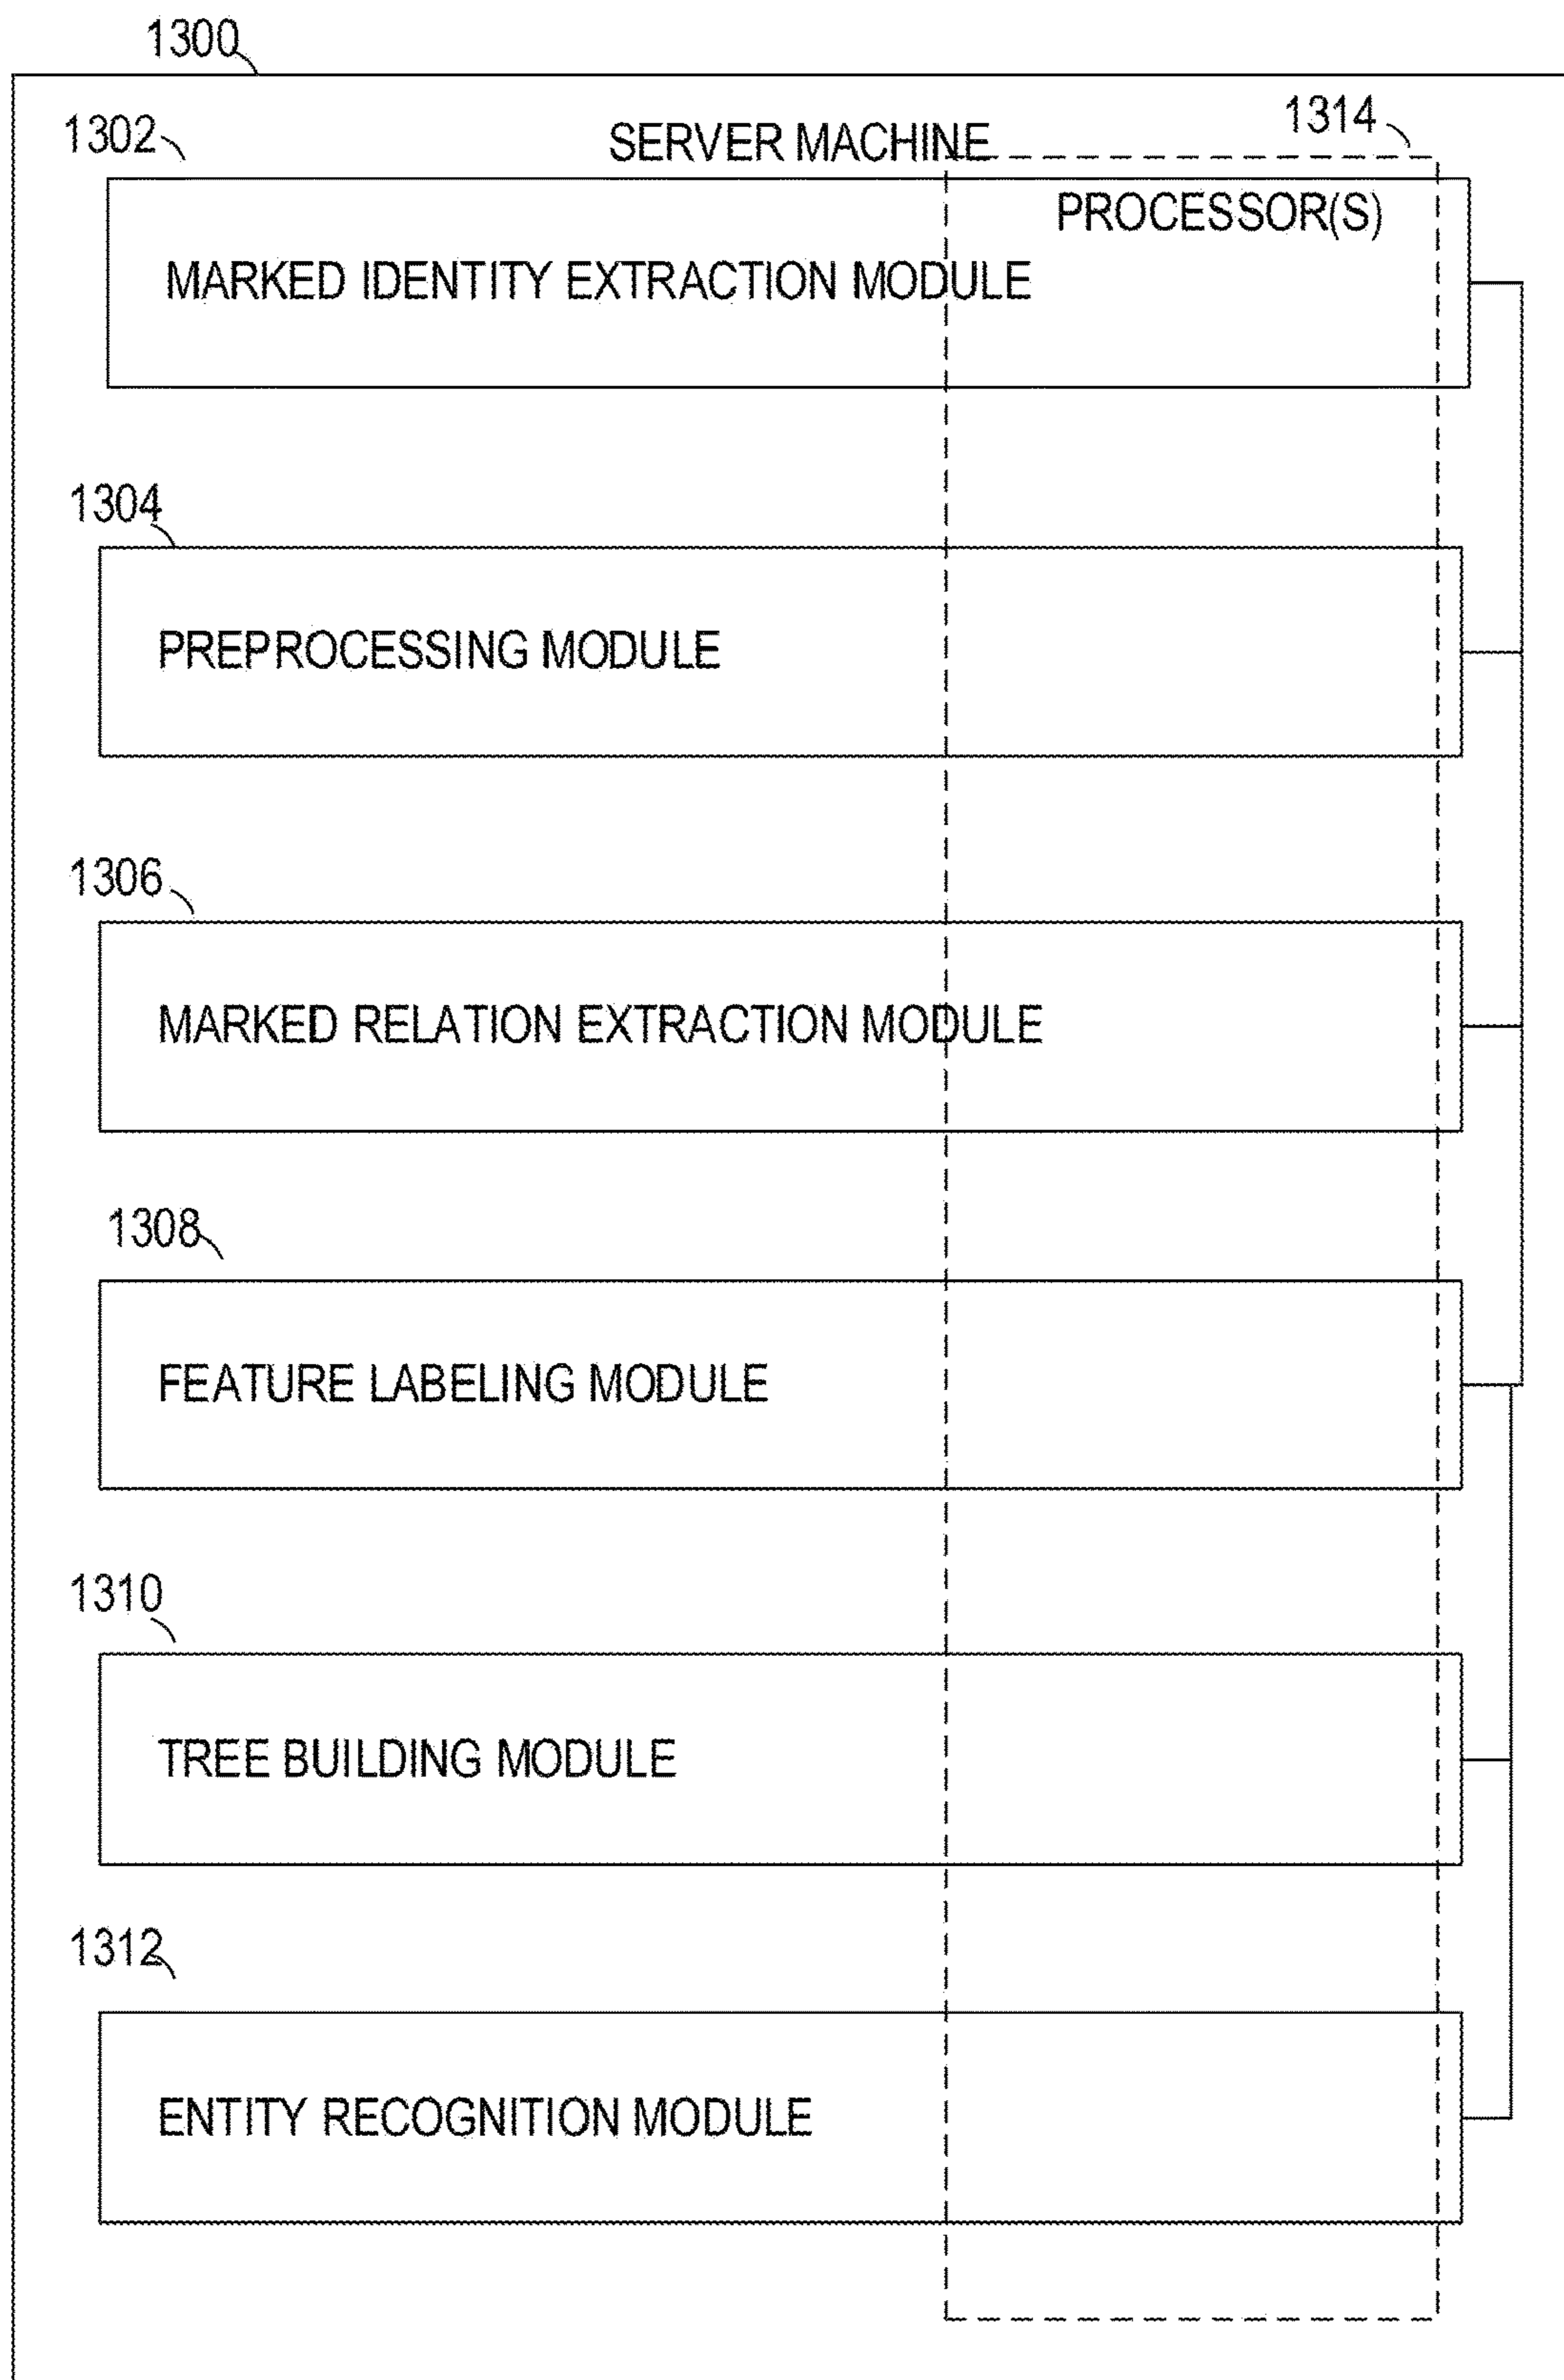 1300
1302
SERVER MACHINE
1314
PROCESSOR(S)
MARKED IDENTITY EXTRACTION MODULE
1304
PREPROCESSING MODULE
1306
MARKED RELATION EXTRACTION MODULE
1308
FEATURE LABELING MODULE
1310
TREE BUILDING MODULE
1312
ENTITY RECOGNITION MODULE